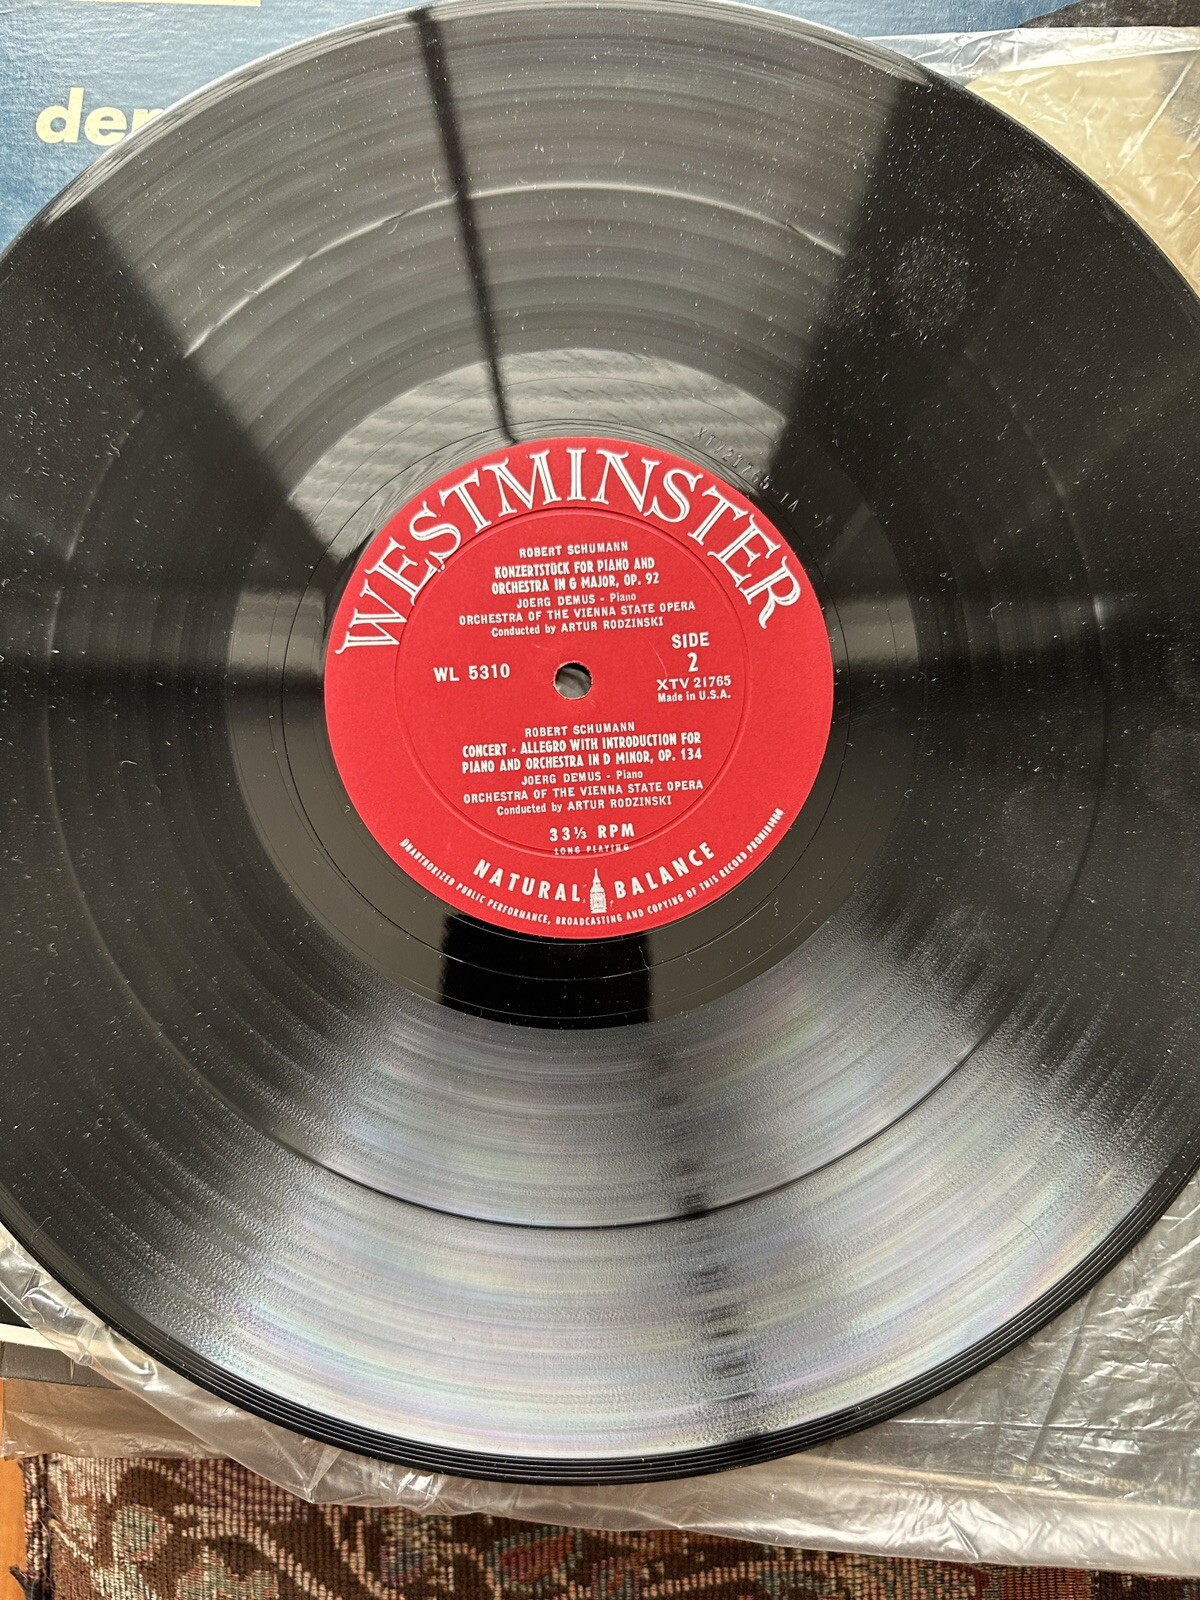 der
XTV21765-1A
WESTMINSTER
ROBERT SCHUMANN
KONZERTSTÜCK FOR PIANO AND
ORCHESTRA IN G MAJOR, OP. 92
JOERG DEMUS - Piano
ORCHESTRA OF THE VIENNA STATE OPERA
Conducted by ARTUR RODZINSKI
WL 5310
SIDE
2
XTV 21765
Made in U.S.A.
ROBERT SCHUMANN
CONCERT - ALLEGRO WITH INTRODUCTION FOR
PIANO AND ORCHESTRA IN D MINOR, OP. 134
JOERG DEMUS - Piano
ORCHESTRA OF THE VIENNA STATE OPERA
Conducted by ARTUR RODZINSKI
33⅓ RPM
LONG PLAYING
NATURAL BALANCE
UNAUTHORIZED PUBLIC PERFORMANCE, BROADCASTING AND COPYING OF THIS RECORD PROHIBITED